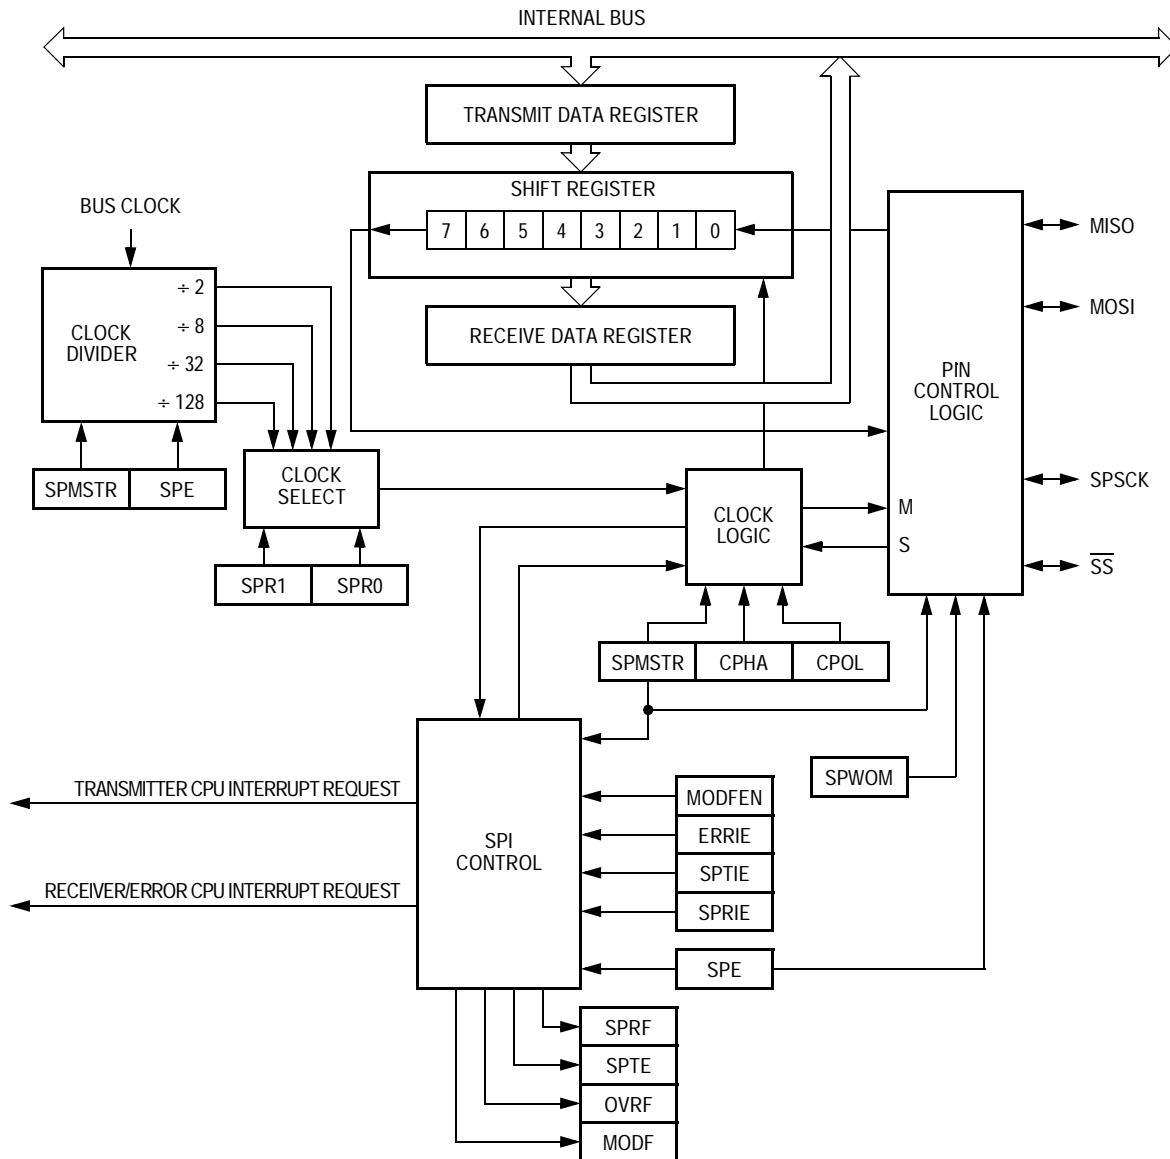 INTERNAL BUS
TRANSMIT DATA REGISTER
SHIFT REGISTER
7 6 5 4 3 2 1 0
BUS CLOCK
MISO
÷ 2
÷ 8
÷ 32
÷ 128
CLOCK
DIVIDER
RECEIVE DATA REGISTER
MOSI
PIN
CONTROL
LOGIC
SPMSTR SPE
CLOCK
SELECT
SPSCK
CLOCK
LOGIC
M
S
SS
SPR1 SPR0
SPMSTR CPHA CPOL
SPWOM
TRANSMITTER CPU INTERRUPT REQUEST
MODFEN
ERRIE
SPI
CONTROL
SPTIE
RECEIVER/ERROR CPU INTERRUPT REQUEST
SPRIE
SPE
SPRF
SPTE
OVRF
MODF